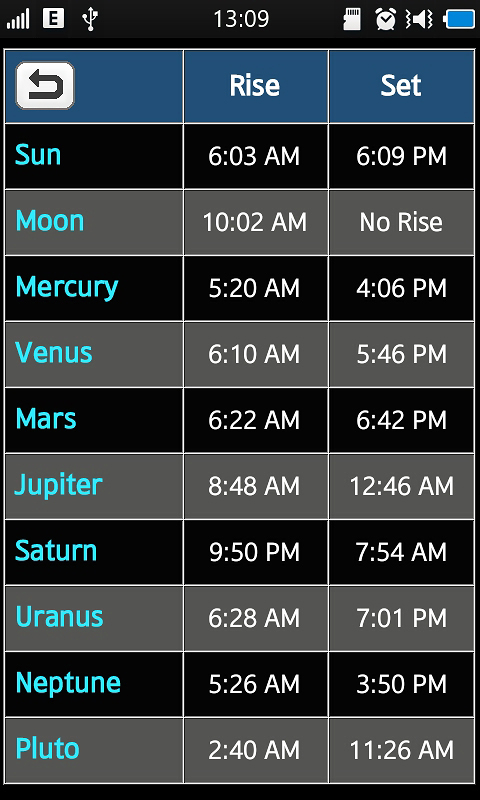 E 13:09
Rise Set
Sun 6:03 AM 6:09 PM
Moon 10:02 AM No Rise
Mercury 5:20 AM 4:06 PM
Venus 6:10 AM 5:46 PM
Mars 6:22 AM 6:42 PM
Jupiter 8:48 AM 12:46 AM
Saturn 9:50 PM 7:54 AM
Uranus 6:28 AM 7:01 PM
Neptune 5:26 AM 3:50 PM
Pluto 2:40 AM 11:26 AM